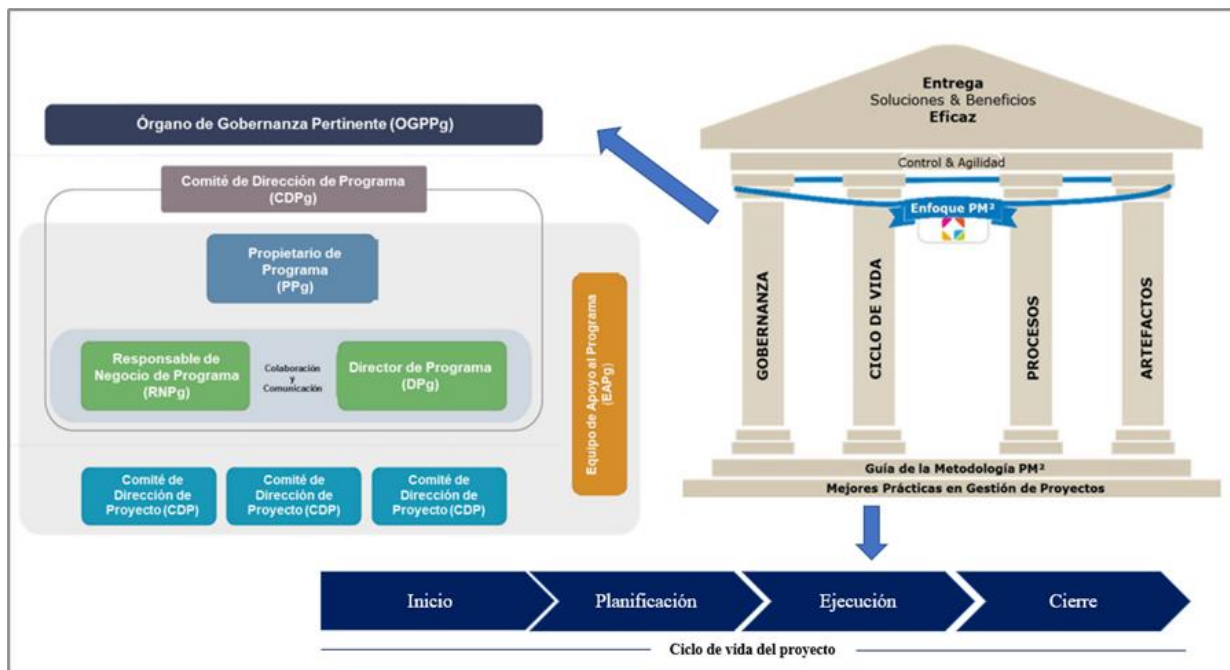 Órgano de Gobernanza Pertinente (OGPPg)
Comité de Dirección de Programa
(CDPg)
Propietario de
Programa
(PPg)
Responsable de
Negocio de Programa
(RNPg)
Colaboración
y
Comunicación
Director de Programa
(DPg)
Equipo de Apoyo al Programa
(EAPg)
Comité de
Dirección de
Proyecto (CDP)
Comité de
Dirección de
Proyecto (CDP)
Comité de
Dirección de
Proyecto (CDP)
Entrega
Soluciones & Beneficios
Eficaz
Control & Agilidad
Enfoque PM²
GOBERNANZA
CICLO DE VIDA
PROCESOS
ARTEFACTOS
Guía de la Metodología PM²
Mejores Prácticas en Gestión de Proyectos
Inicio
Planificación
Ejecución
Cierre
Ciclo de vida del proyecto